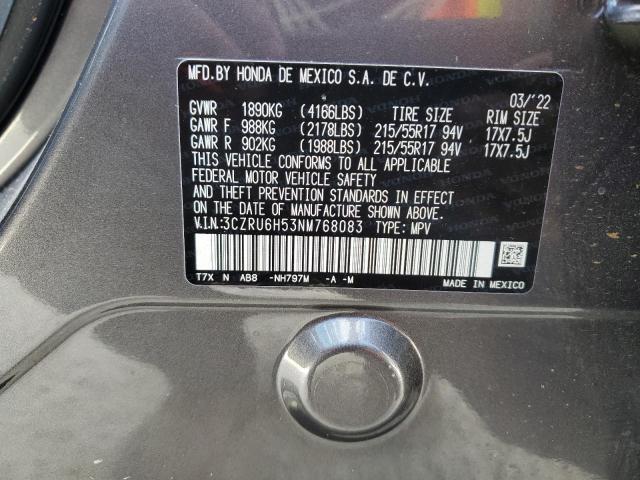 MFD.BY HONDA DE MEXICO S.A. DE C.V.
03/'22
GVWR 1890KG (4166LBS) TIRE SIZE RIM SIZE
GAWR F 988KG (2178LBS) 215/55R17 94V 17X7.5J
GAWR R 902KG (1988LBS) 215/55R17 94V 17X7.5J
THIS VEHICLE CONFORMS TO ALL APPLICABLE
FEDERAL MOTOR VEHICLE SAFETY
AND THEFT PREVENTION STANDARDS IN EFFECT
ON THE DATE OF MANUFACTURE SHOWN ABOVE.
V.I.N.:3CZRU6H53NM768083 TYPE: MPV
T7X N AB8 -NH797M -A -M
MADE IN MEXICO